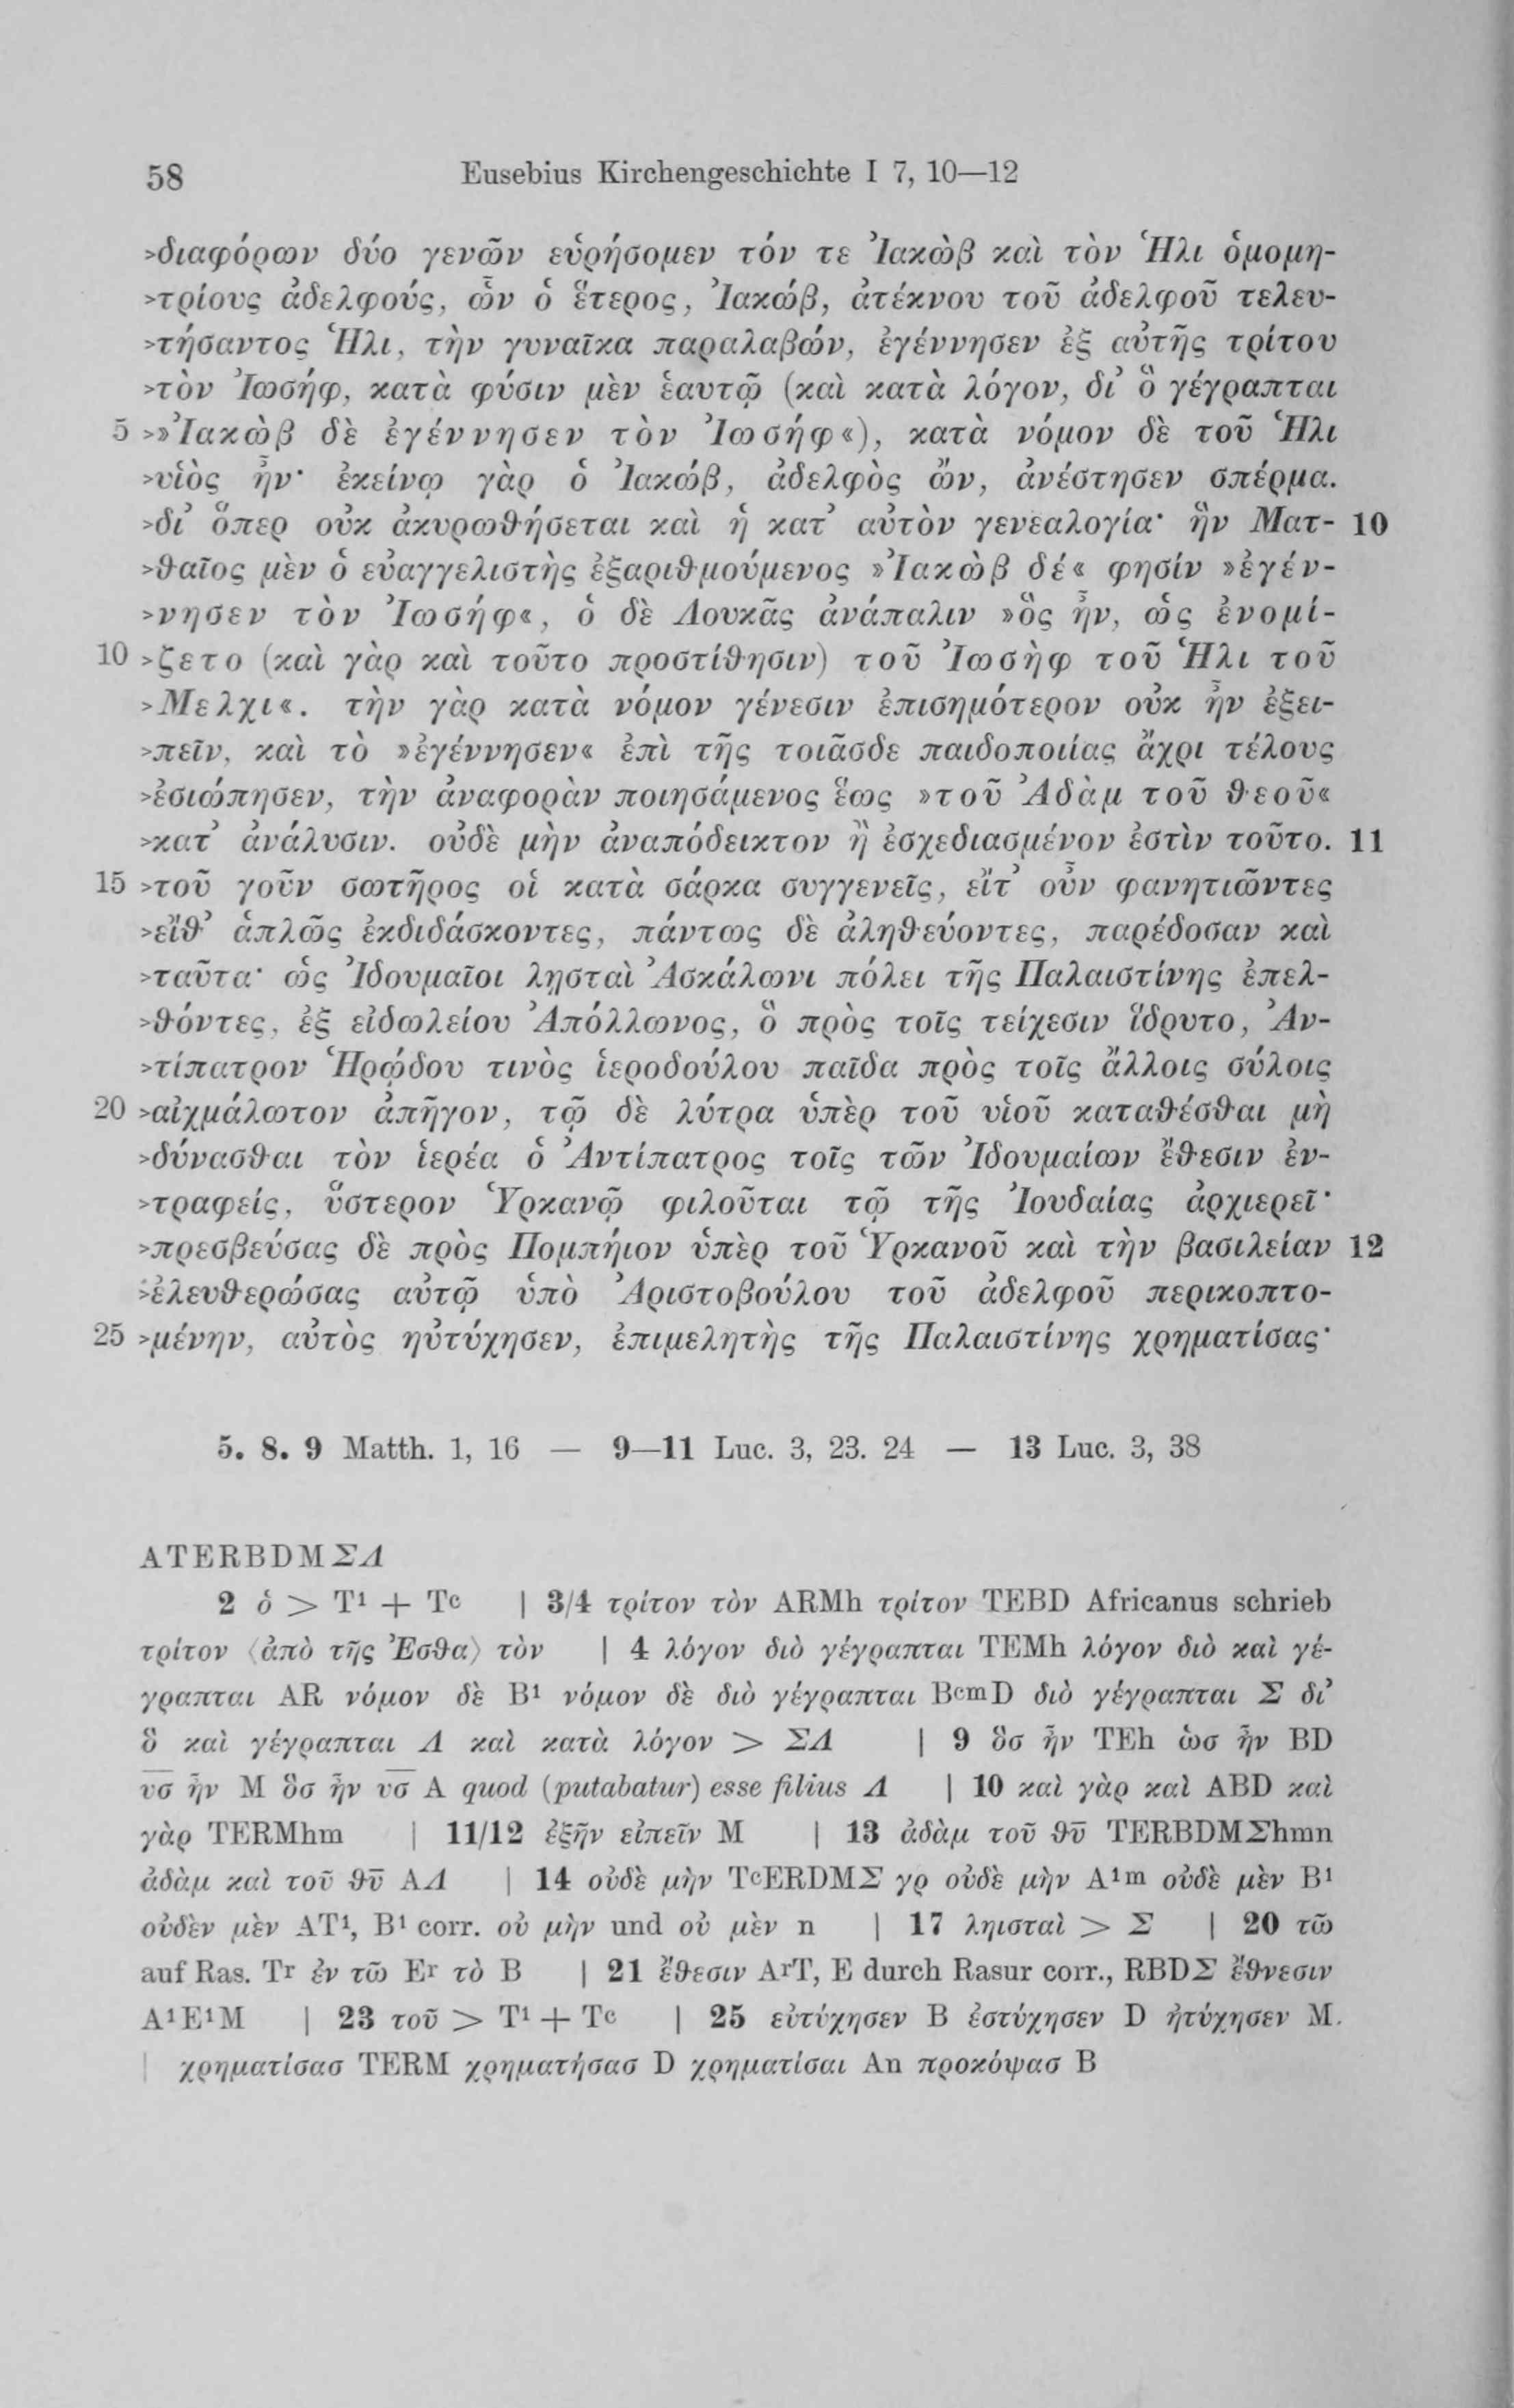 58 Eusebius Kirchengeschichte I 7, 10—12
>διαφόρων δύο γενῶν εὑρήσομεν τόν τε Ἰακὼβ καὶ τὸν Ἡλι ὁμομη-
>τρίους ἀδελφούς, ὧν ὁ ἕτερος, Ἰακώβ, ἀτέκνου τοῦ ἀδελφοῦ τελευ-
>τήσαντος Ἡλι, τὴν γυναῖκα παραλαβών, ἐγέννησεν ἐξ αὐτῆς τρίτου
>τὸν Ἰωσήφ, κατὰ φύσιν μὲν ἑαυτῷ (καὶ κατὰ λόγον, δι᾽ ὃ γέγραπται
5 >»Ἰακὼβ δὲ ἐγέννησεν τὸν Ἰωσήφ«), κατὰ νόμον δὲ τοῦ Ἡλι
>υἱὸς ἦν· ἐκείνῳ γὰρ ὁ Ἰακώβ, ἀδελφὸς ὤν, ἀνέστησεν σπέρμα.
>δι᾽ ὅπερ οὐκ ἀκυρωθήσεται καὶ ἡ κατ᾽ αὐτὸν γενεαλογία· ἣν Ματ- 10
>θαῖος μὲν ὁ εὐαγγελιστὴς ἐξαριθμούμενος »Ἰακὼβ δέ« φησίν »ἐγέν-
>νησεν τὸν Ἰωσήφ«, ὁ δὲ Λουκᾶς ἀνάπαλιν »ὃς ἦν, ὡς ἐνομί-
10 >ζετο (καὶ γὰρ καὶ τοῦτο προστίθησιν) τοῦ Ἰωσὴφ τοῦ Ἡλι τοῦ
>Μελχι«. τὴν γὰρ κατὰ νόμον γένεσιν ἐπισημότερον οὐκ ἦν ἐξει-
>πεῖν, καὶ τὸ »ἐγέννησεν« ἐπὶ τῆς τοιᾶσδε παιδοποιίας ἄχρι τέλους
>ἐσιώπησεν, τὴν ἀναφορὰν ποιησάμενος ἕως »τοῦ Ἀδὰμ τοῦ θεοῦ«
>κατ᾽ ἀνάλυσιν. οὐδὲ μὴν ἀναπόδεικτον ἢ ἐσχεδιασμένον ἐστὶν τοῦτο. 11
15 >τοῦ γοῦν σωτῆρος οἱ κατὰ σάρκα συγγενεῖς, εἴτ᾽ οὖν φανητιῶντες
>εἴθ᾽ ἁπλῶς ἐκδιδάσκοντες, πάντως δὲ ἀληθεύοντες, παρέδοσαν καὶ
>ταῦτα· ὡς Ἰδουμαῖοι λῃσταὶ Ἀσκάλωνι πόλει τῆς Παλαιστίνης ἐπελ-
>θόντες, ἐξ εἰδωλείου Ἀπόλλωνος, ὃ πρὸς τοῖς τείχεσιν ἵδρυτο, Ἀν-
>τίπατρον Ἡρῴδου τινὸς ἱεροδούλου παῖδα πρὸς τοῖς ἄλλοις σύλοις
20 >αἰχμάλωτον ἀπῆγον, τῷ δὲ λύτρα ὑπὲρ τοῦ υἱοῦ καταθέσθαι μὴ
>δύνασθαι τὸν ἱερέα ὁ Ἀντίπατρος τοῖς τῶν Ἰδουμαίων ἔθεσιν ἐν-
>τραφείς, ὕστερον Ὑρκανῷ φιλοῦται τῷ τῆς Ἰουδαίας ἀρχιερεῖ·
>πρεσβεύσας δὲ πρὸς Πομπήιον ὑπὲρ τοῦ Ὑρκανοῦ καὶ τὴν βασιλείαν 12
>ἐλευθερώσας αὐτῷ ὑπὸ Ἀριστοβούλου τοῦ ἀδελφοῦ περικοπτο-
25 >μένην, αὐτὸς ηὐτύχησεν, ἐπιμελητὴς τῆς Παλαιστίνης χρηματίσας·
5. 8. 9 Matth. 1, 16 — 9—11 Luc. 3, 23. 24 — 13 Luc. 3, 38
ATERBDMΣΛ
2 ὁ > T¹ + Tᶜ | 3/4 τρίτον τὸν ARMh τρίτον TEBD Africanus schrieb
τρίτον ⟨ἀπὸ τῆς Ἐσθα⟩ τὸν | 4 λόγον διὸ γέγραπται TEMh λόγον διὸ καὶ γέ-
γραπται AR νόμον δὲ B¹ νόμον δὲ διὸ γέγραπται BᶜmD διὸ γέγραπται Σ δι᾽
ὃ καὶ γέγραπται Λ καὶ κατὰ λόγον > ΣΛ | 9 ὃσ ἦν TEh ὡσ ἦν BD
υ̅σ̅ ἦν M ὃσ ἦν υ̅σ̅ A quod (putabatur) esse filius Λ | 10 καὶ γὰρ καὶ ABD καὶ
γὰρ TERMhm | 11/12 ἐξῆν εἰπεῖν M | 13 ἀδὰμ τοῦ θῡ TERBDMΣhmn
ἀδὰμ καὶ τοῦ θῡ AΛ | 14 οὐδὲ μὴν TᶜERDMΣ γρ οὐδὲ μὴν A¹m οὐδὲ μὲν B¹
οὐδὲν μὲν AT¹, B¹ corr. οὐ μὴν und οὐ μὲν n | 17 ληισταὶ > Σ | 20 τῶ
auf Ras. Tʳ ἐν τῶ Eʳ τὸ B | 21 ἔθεσιν AʳT, E durch Rasur corr., RBDΣ ἔθνεσιν
A¹E¹M | 23 τοῦ > T¹ + Tᶜ | 25 εὐτύχησεν B ἐστύχησεν D ἠτύχησεν M.
| χρηματίσασ TERM χρηματήσασ D χρηματίσαι An προκόψασ B